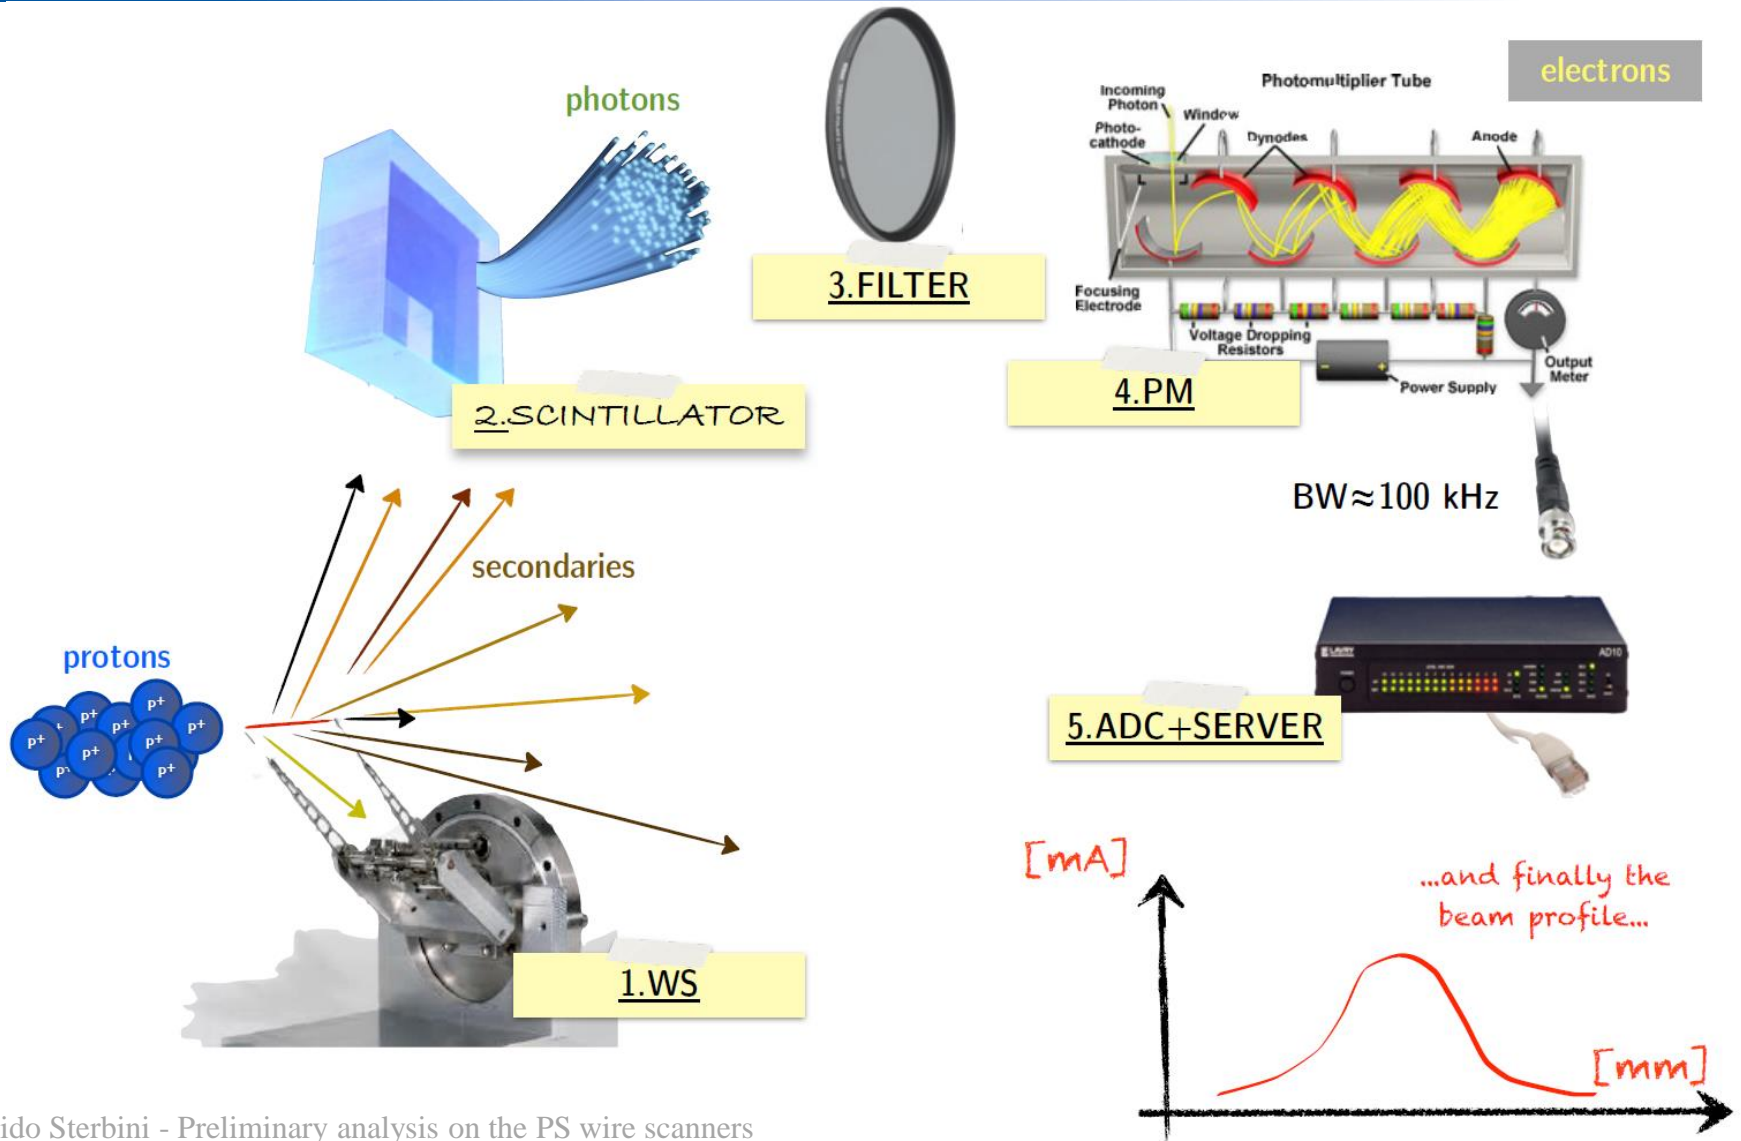 photons
electrons
Photomultiplier Tube
Incoming
Photon
Window
Photo-
cathode
Dynodes
Anode
3.FILTER
Focusing
Electrode
Voltage Dropping
Resistors
Output
Meter
Power Supply
4.PM
2.SCINTILLATOR
BW≈100 kHz
secondaries
protons
p+
p+
p+
p+
p+
p+
p+
p+
LAVRY
AD10
5.ADC+SERVER
[mA]
...and finally the
beam profile...
1.WS
[mm]
ido Sterbini - Preliminary analysis on the PS wire scanners